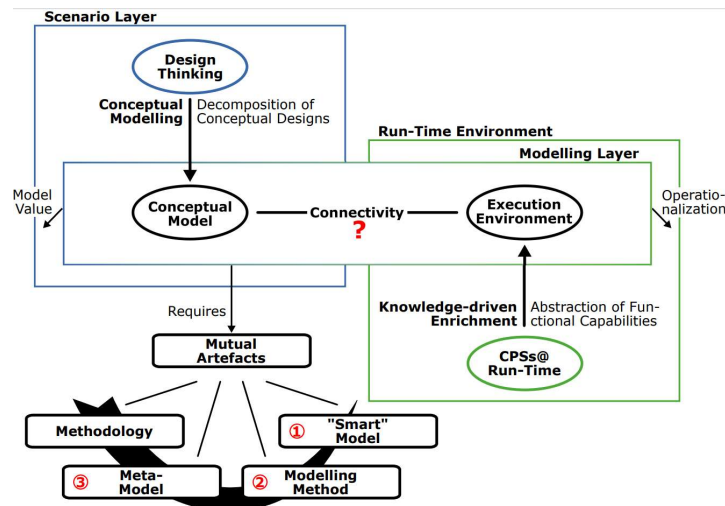 Scenario Layer
Design
Thinking
Conceptual
Modelling
Decomposition of
Conceptual Designs
Run-Time Environment
Modelling Layer
Model
Value
Conceptual
Model
Connectivity
?
Execution
Environment
Operatio-
nalization
Requires
Knowledge-driven
Enrichment
Abstraction of Fun-
ctional Capabilities
Mutual
Artefacts
CPSs@
Run-Time
Methodology
① "Smart"
Model
③ Meta-
Model
② Modelling
Method